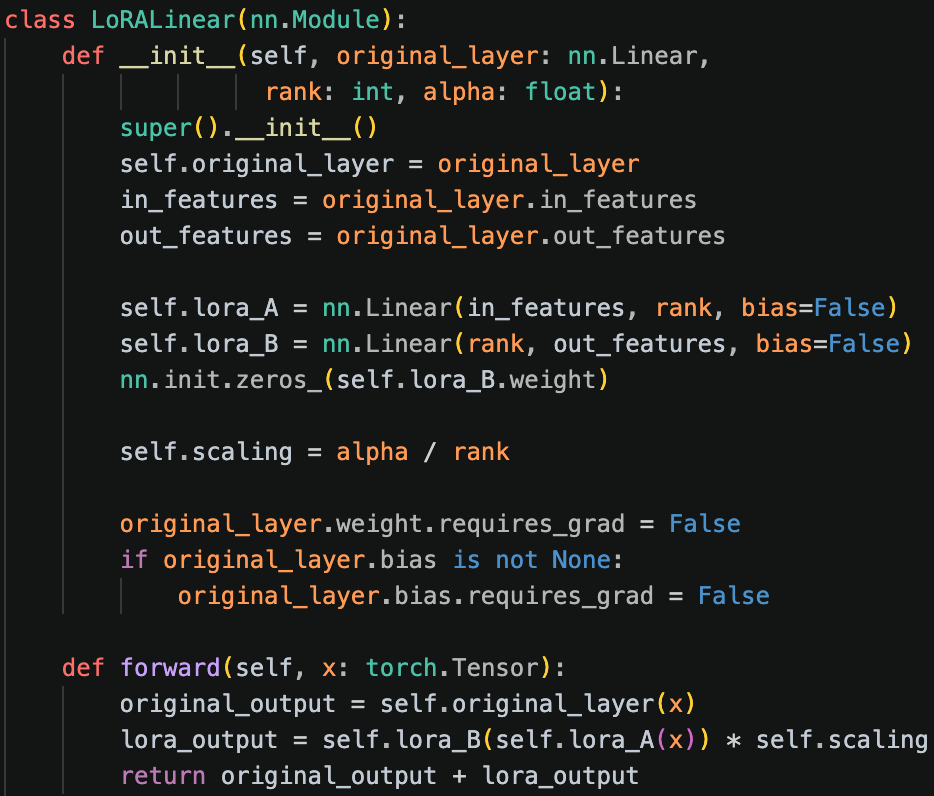 class LoRALinear(nn.Module):
    def __init__(self, original_layer: nn.Linear,
                 rank: int, alpha: float):
        super().__init__()
        self.original_layer = original_layer
        in_features = original_layer.in_features
        out_features = original_layer.out_features

        self.lora_A = nn.Linear(in_features, rank, bias=False)
        self.lora_B = nn.Linear(rank, out_features, bias=False)
        nn.init.zeros_(self.lora_B.weight)

        self.scaling = alpha / rank

        original_layer.weight.requires_grad = False
        if original_layer.bias is not None:
            original_layer.bias.requires_grad = False

    def forward(self, x: torch.Tensor):
        original_output = self.original_layer(x)
        lora_output = self.lora_B(self.lora_A(x)) * self.scaling
        return original_output + lora_output